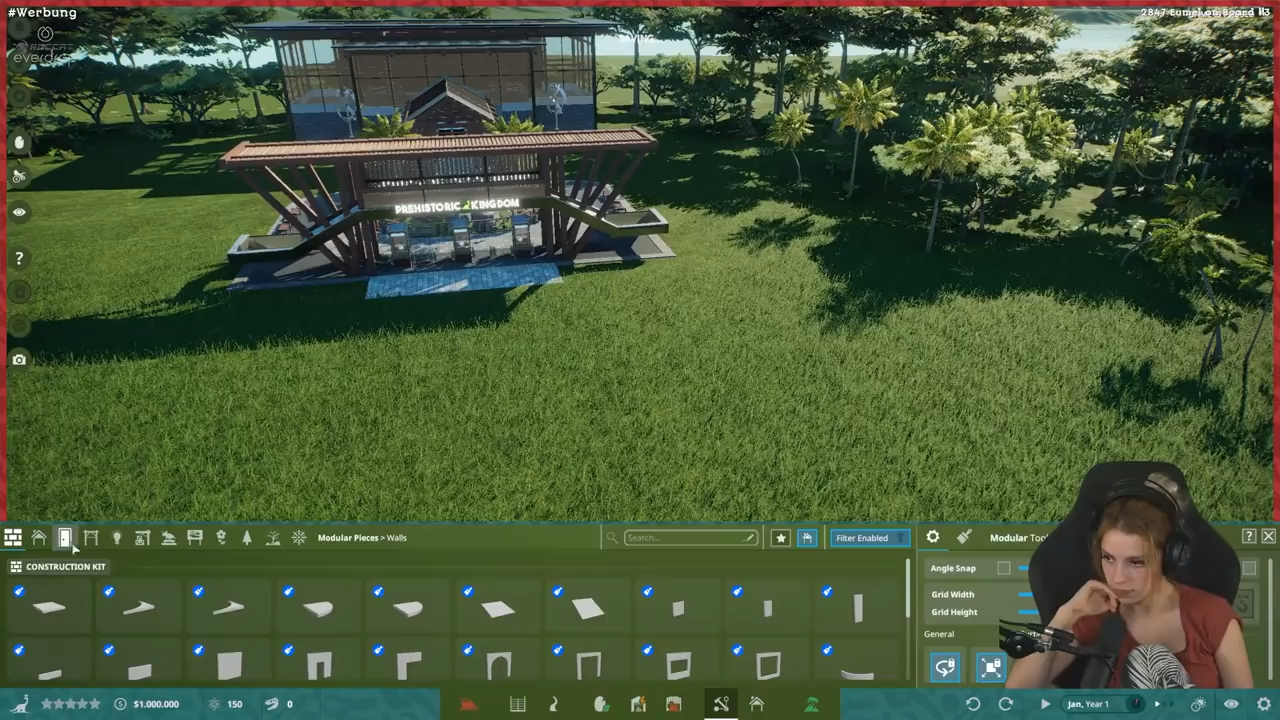 #Werbung
ROCCAT
PREHISTORIC KINGDOM
Modular Pieces > Walls
Search...
Filter Enabled
CONSTRUCTION KIT
Angle Snap
Grid Width
Grid Height
General
$1.000.000
150
0
Jan, Year 1